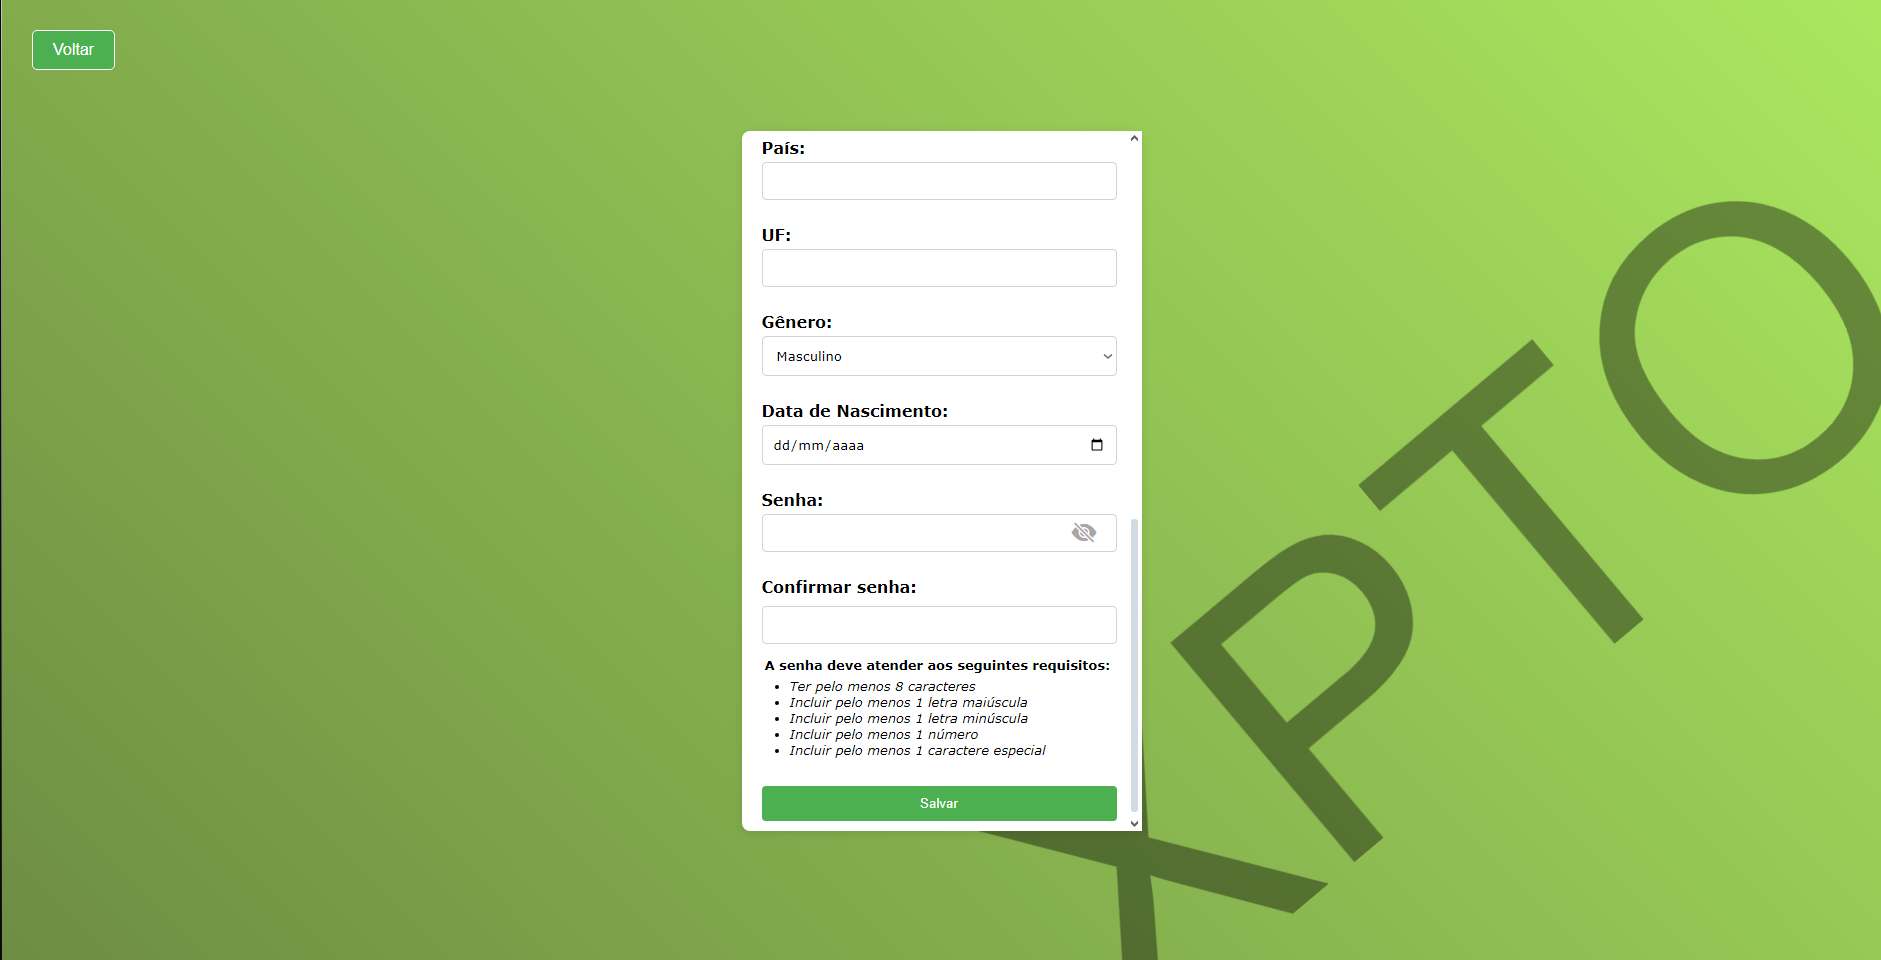 Voltar
País:
UF:
Gênero:
Masculino
Data de Nascimento:
dd/mm/aaaa
Senha:
Confirmar senha:
A senha deve atender aos seguintes requisitos:
• Ter pelo menos 8 caracteres
• Incluir pelo menos 1 letra maiúscula
• Incluir pelo menos 1 letra minúscula
• Incluir pelo menos 1 número
• Incluir pelo menos 1 caractere especial
Salvar
XPTO